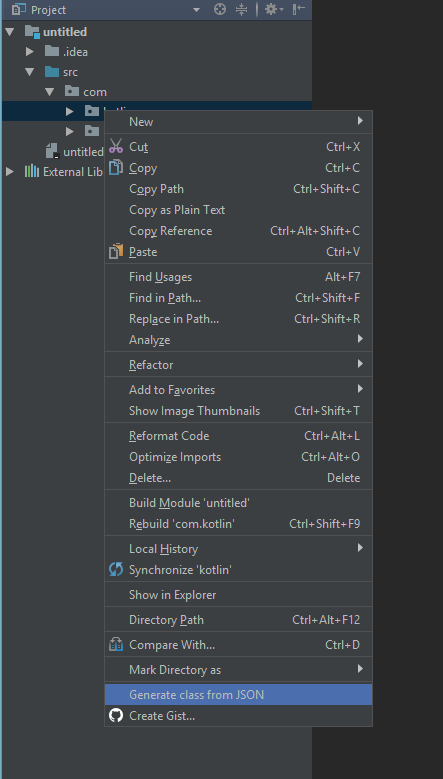 Project
untitled
.idea
src
com
untitled
External Lib
New
Cut Ctrl+X
Copy Ctrl+C
Copy Path Ctrl+Shift+C
Copy as Plain Text
Copy Reference Ctrl+Alt+Shift+C
Paste Ctrl+V
Find Usages Alt+F7
Find in Path... Ctrl+Shift+F
Replace in Path... Ctrl+Shift+R
Analyze
Refactor
Add to Favorites
Show Image Thumbnails Ctrl+Shift+T
Reformat Code Ctrl+Alt+L
Optimize Imports Ctrl+Alt+O
Delete... Delete
Build Module 'untitled'
Rebuild 'com.kotlin' Ctrl+Shift+F9
Local History
Synchronize 'kotlin'
Show in Explorer
Directory Path Ctrl+Alt+F12
Compare With... Ctrl+D
Mark Directory as
Generate class from JSON
Create Gist...